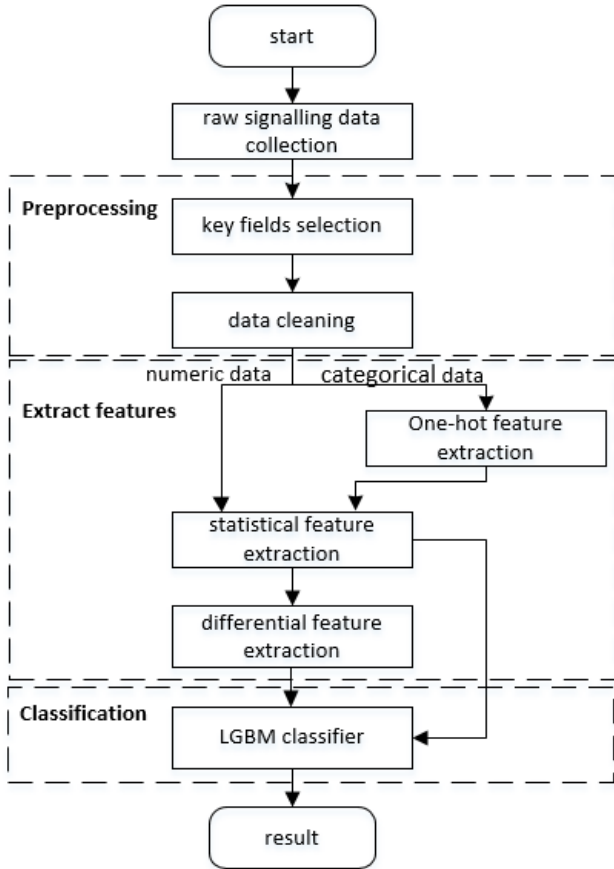 start
raw signalling data
collection
Preprocessing
key fields selection
data cleaning
numeric data
categorical data
Extract features
One-hot feature
extraction
statistical feature
extraction
differential feature
extraction
Classification
LGBM classifier
result